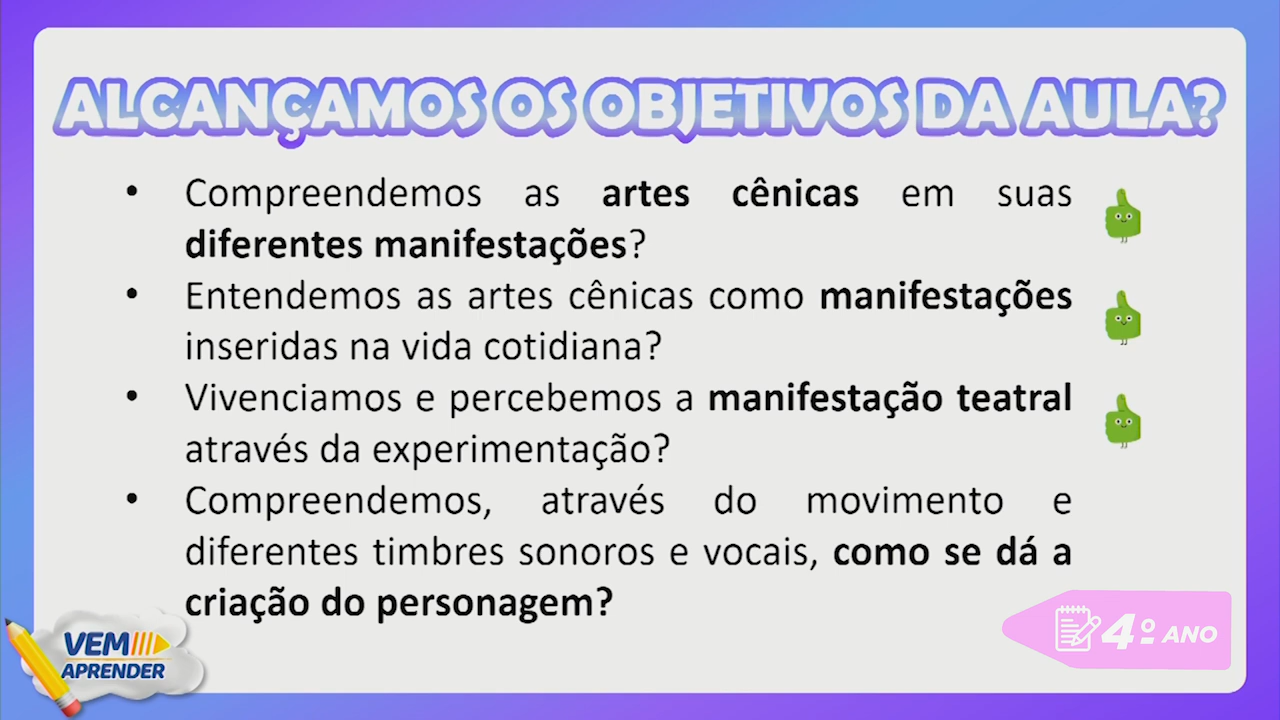 ALCANÇAMOS OS OBJETIVOS DA AULA?
• Compreendemos as artes cênicas em suas
diferentes manifestações?
• Entendemos as artes cênicas como manifestações
inseridas na vida cotidiana?
• Vivenciamos e percebemos a manifestação teatral
através da experimentação?
• Compreendemos, através do movimento e
diferentes timbres sonoros e vocais, como se dá a
criação do personagem?
VEM
APRENDER
4º ANO